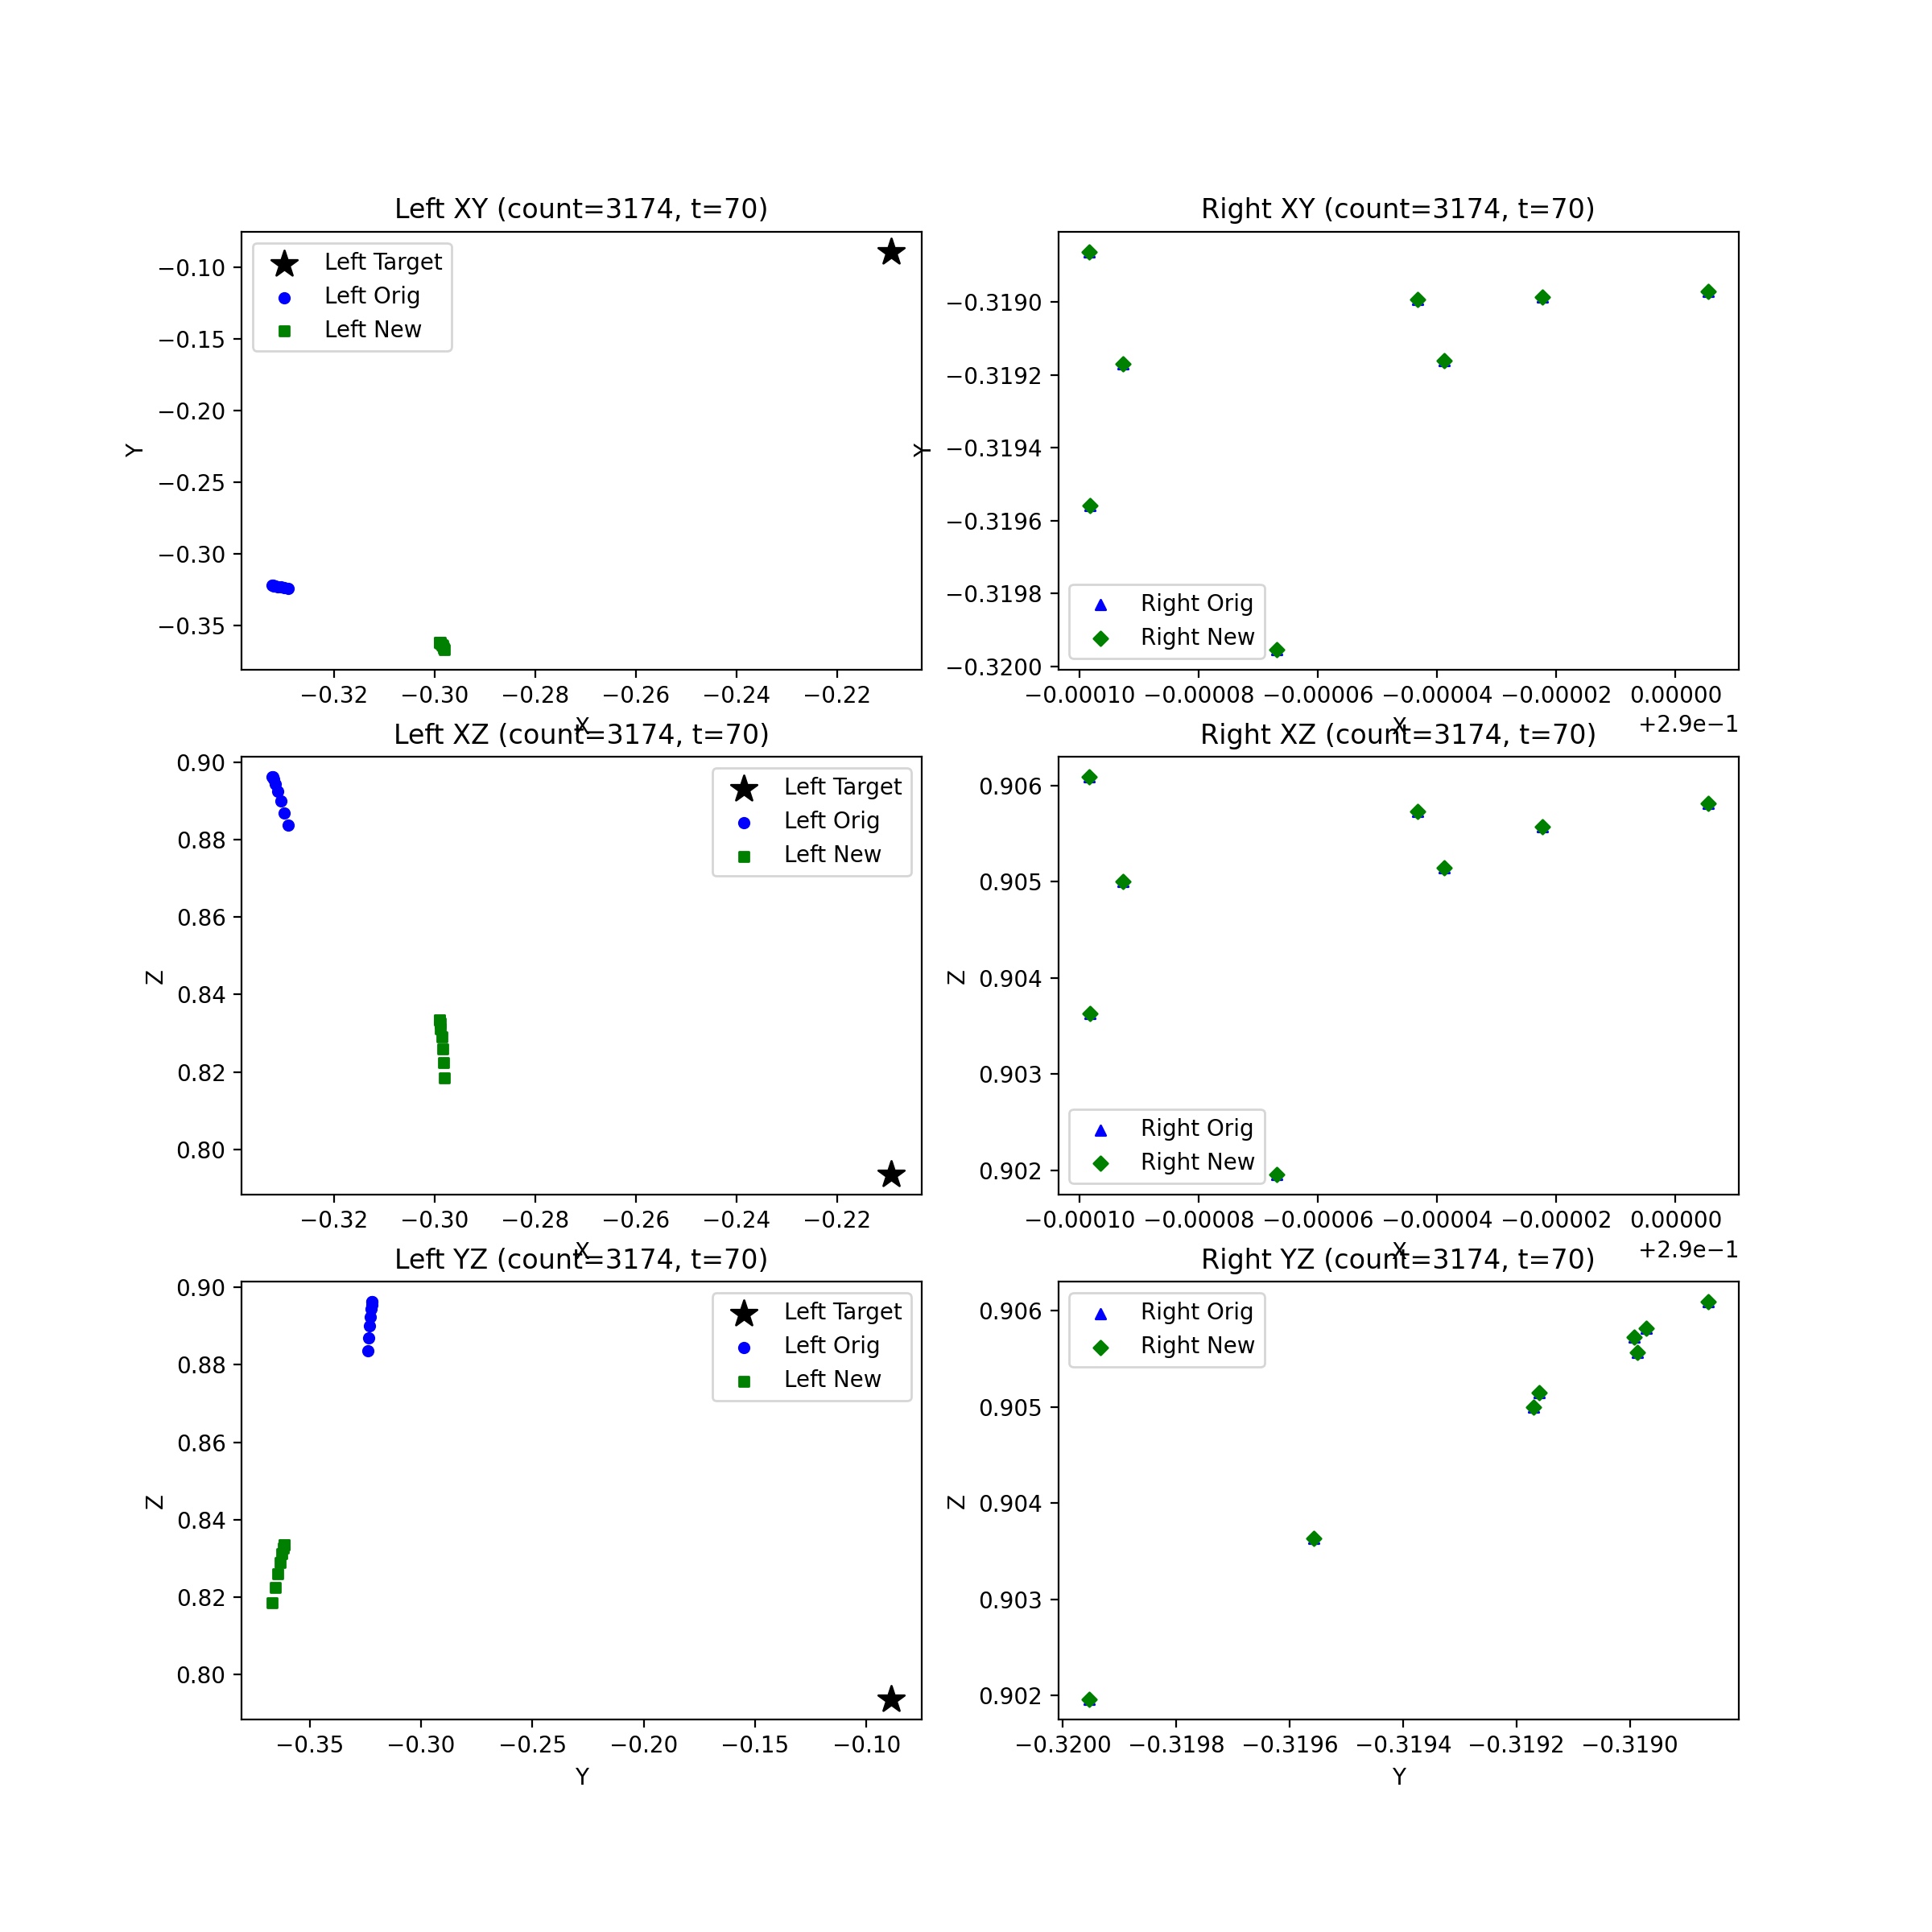 Left XY (count=3174, t=70)
Left Target
Left Orig
Left New
−0.10
−0.15
−0.20
−0.25
−0.30
−0.35
Y
−0.32 −0.30 −0.28 −0.26 −0.24 −0.22
X
Right XY (count=3174, t=70)
−0.3190
−0.3192
−0.3194
−0.3196
−0.3198
−0.3200
Y
Right Orig
Right New
−0.00010 −0.00008 −0.00006 −0.00004 −0.00002 0.00000
X
+2.9e−1
Left XZ (count=3174, t=70)
Left Target
Left Orig
Left New
0.90
0.88
0.86
0.84
0.82
0.80
Z
−0.32 −0.30 −0.28 −0.26 −0.24 −0.22
X
Right XZ (count=3174, t=70)
0.906
0.905
0.904
0.903
0.902
Z
Right Orig
Right New
−0.00010 −0.00008 −0.00006 −0.00004 −0.00002 0.00000
X
+2.9e−1
Left YZ (count=3174, t=70)
Left Target
Left Orig
Left New
0.90
0.88
0.86
0.84
0.82
0.80
Z
−0.35 −0.30 −0.25 −0.20 −0.15 −0.10
Y
Right YZ (count=3174, t=70)
Right Orig
Right New
0.906
0.905
0.904
0.903
0.902
Z
−0.3200 −0.3198 −0.3196 −0.3194 −0.3192 −0.3190
Y